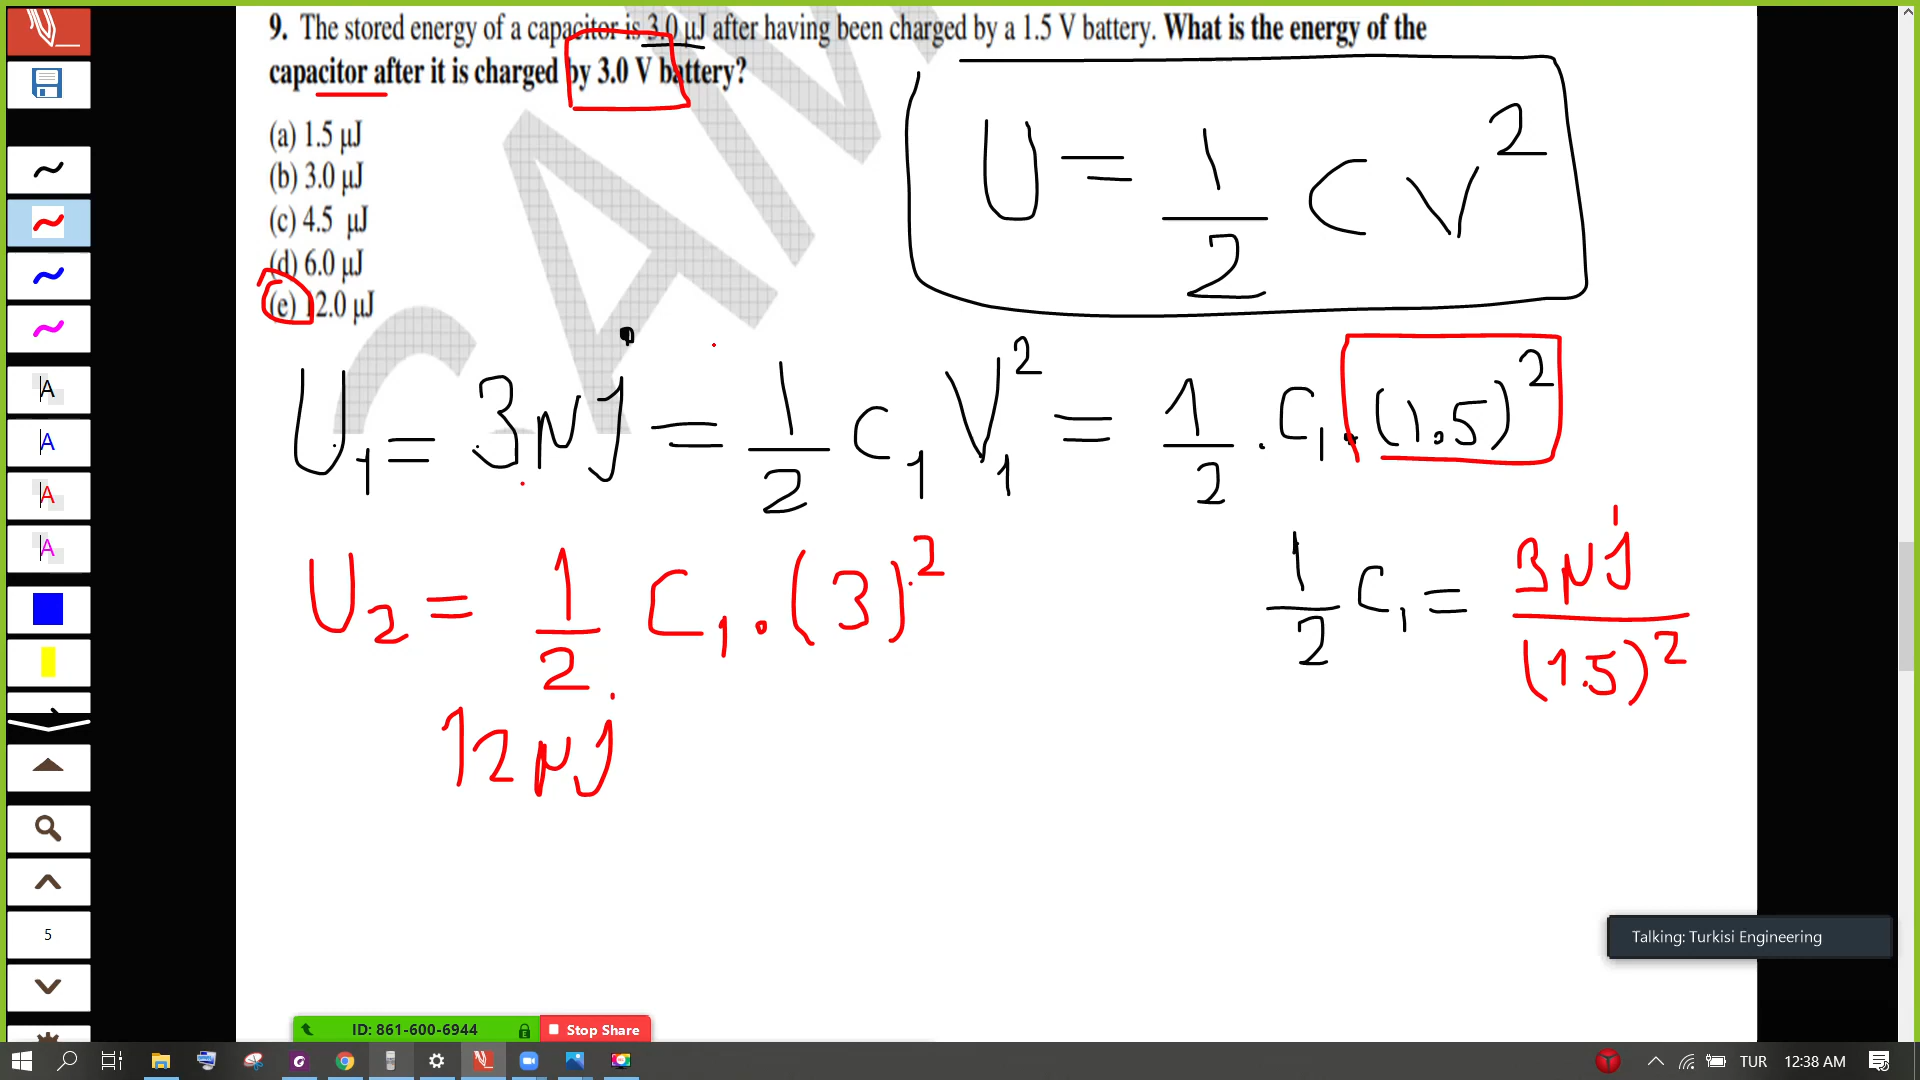 9. The stored energy of a capacitor is 3.0 μJ after having been charged by a 1.5 V battery. What is the energy of the
capacitor after it is charged by 3.0 V battery?
(a) 1.5 μJ
(b) 3.0 μJ
(c) 4.5 μJ
(d) 6.0 μJ
(e) 12.0 μJ
U = 1/2 C V²
U₁ = 3μJ = 1/2 C₁ V₁² = 1/2 . C₁ . (1.5)²
U₂ = 1/2 C₁ . (3)²
1/2 C₁ = 3μJ / (1.5)²
12μJ
A
A
A
A
5
Talking: Turkisi Engineering
ID: 861-600-6944
Stop Share
TUR
12:38 AM